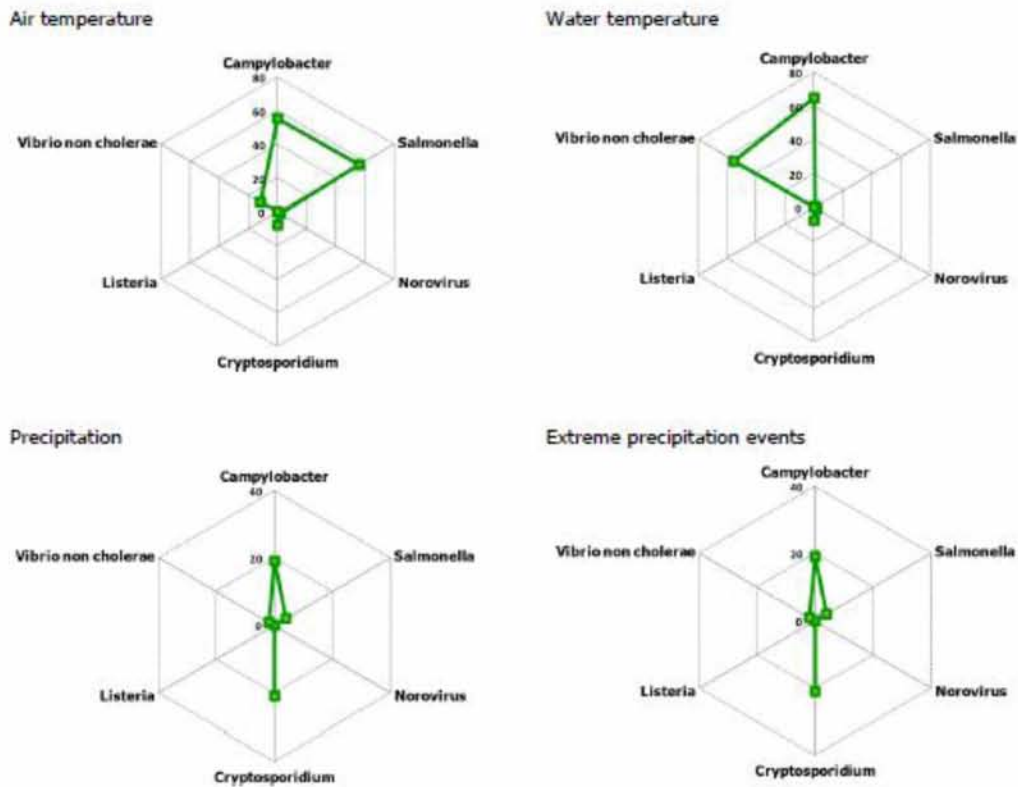 Air temperature
Campylobacter
80
60
40
20
0
Salmonella
Norovirus
Cryptosporidium
Listeria
Vibrio non cholerae
Water temperature
Campylobacter
80
60
40
20
0
Salmonella
Norovirus
Cryptosporidium
Listeria
Vibrio non cholerae
Precipitation
Campylobacter
40
20
0
Salmonella
Norovirus
Cryptosporidium
Listeria
Vibrio non cholerae
Extreme precipitation events
Campylobacter
40
20
0
Salmonella
Norovirus
Cryptosporidium
Listeria
Vibrio non cholerae